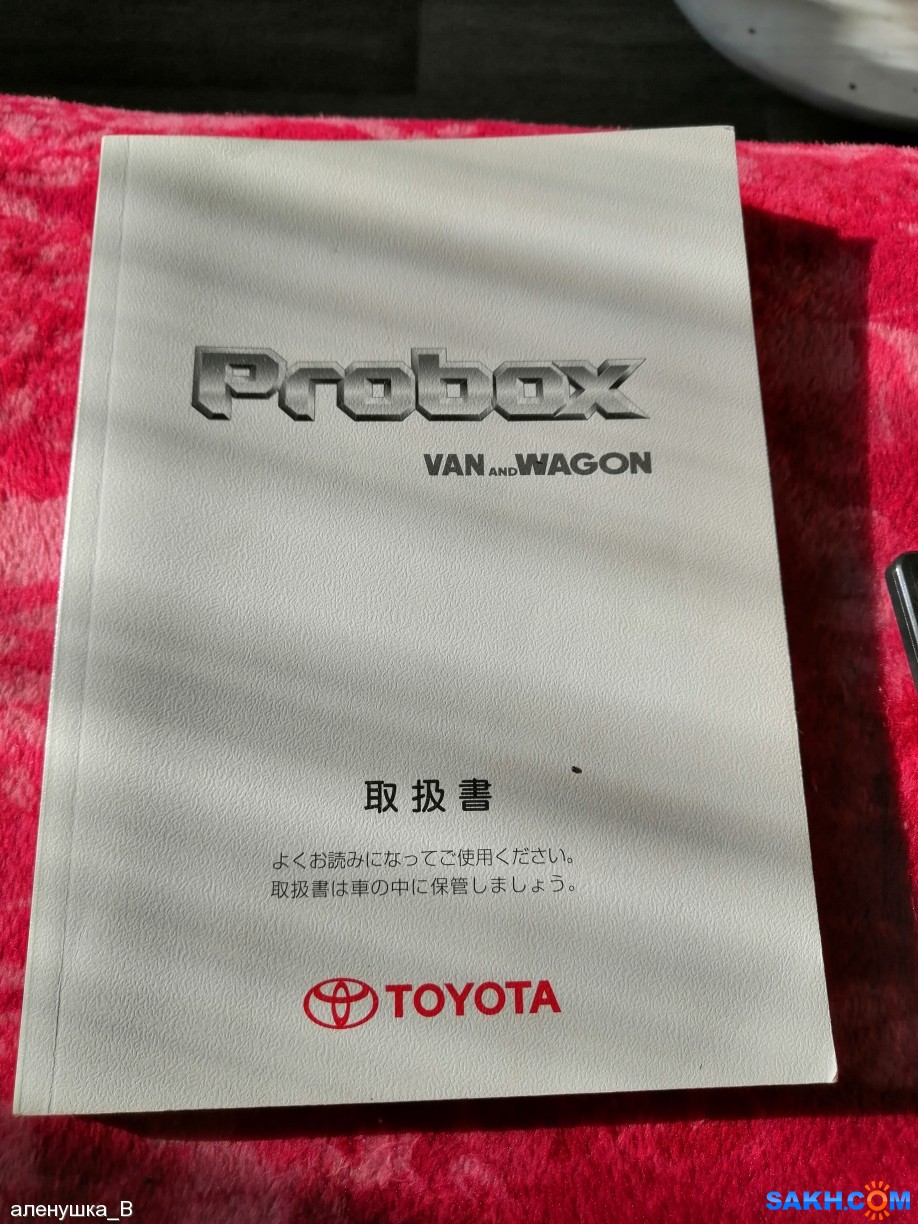 Probox
VAN AND WAGON
取扱書
よくお読みになってご使用ください。
取扱書は車の中に保管しましょう。
TOYOTA
аленушка_В
SAKH.COM